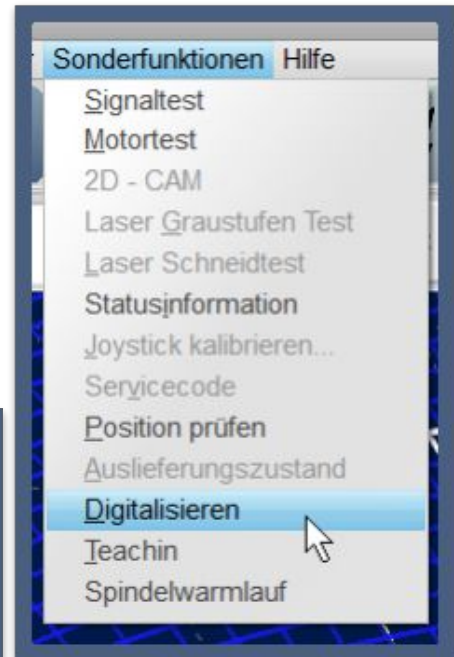 Sonderfunktionen Hilfe
Signaltest
Motortest
2D - CAM
Laser Graustufen Test
Laser Schneidtest
Statusinformation
Joystick kalibrieren...
Servicecode
Position prüfen
Auslieferungszustand
Digitalisieren
Teachin
Spindelwarmlauf